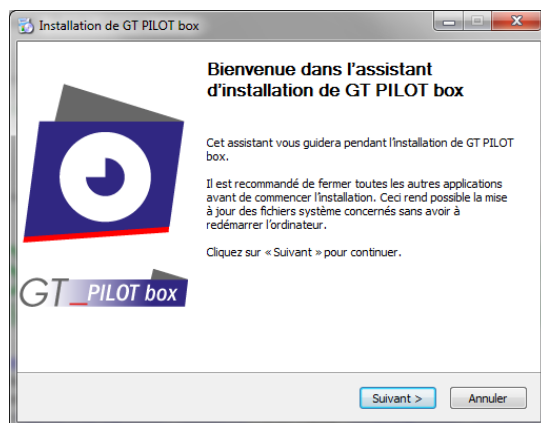 Installation de GT PILOT box
Bienvenue dans l'assistant
d'installation de GT PILOT box
Cet assistant vous guidera pendant l'installation de GT PILOT
box.
Il est recommandé de fermer toutes les autres applications
avant de commencer l'installation. Ceci rend possible la mise
à jour des fichiers système concernés sans avoir à
redémarrer l'ordinateur.
Cliquez sur « Suivant » pour continuer.
GT_PILOT box
Suivant >
Annuler